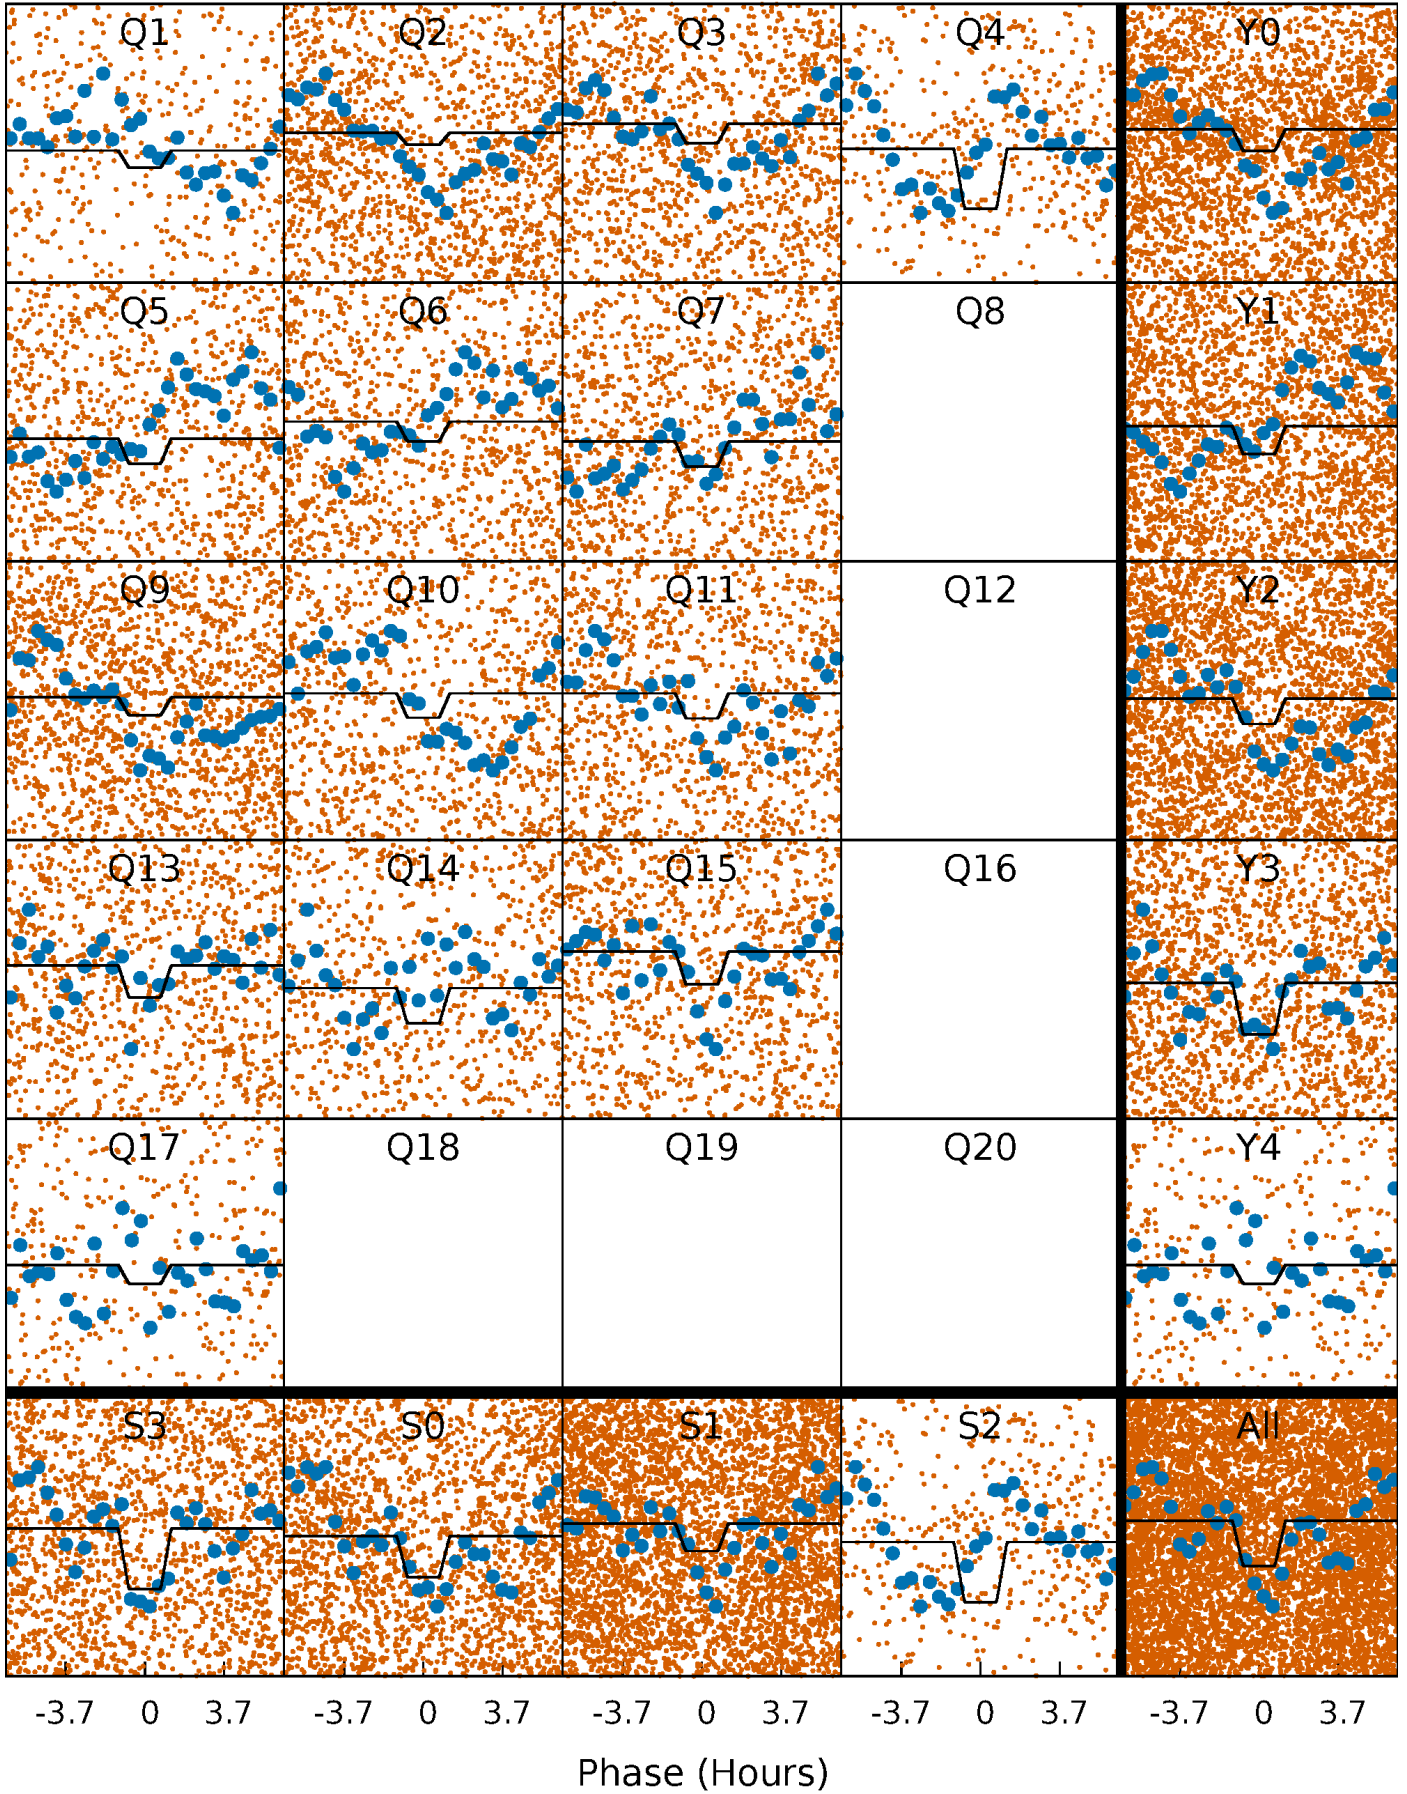 Q1 Q2 Q3 Q4 Y0
Q5 Q6 Q7 Q8 Y1
Q9 Q10 Q11 Q12 Y2
Q13 Q14 Q15 Q16 Y3
Q17 Q18 Q19 Q20 Y4
S3 S0 S1 S2 All
-3.7 0 3.7 -3.7 0 3.7 -3.7 0 3.7 -3.7 0 3.7 -3.7 0 3.7
Phase (Hours)